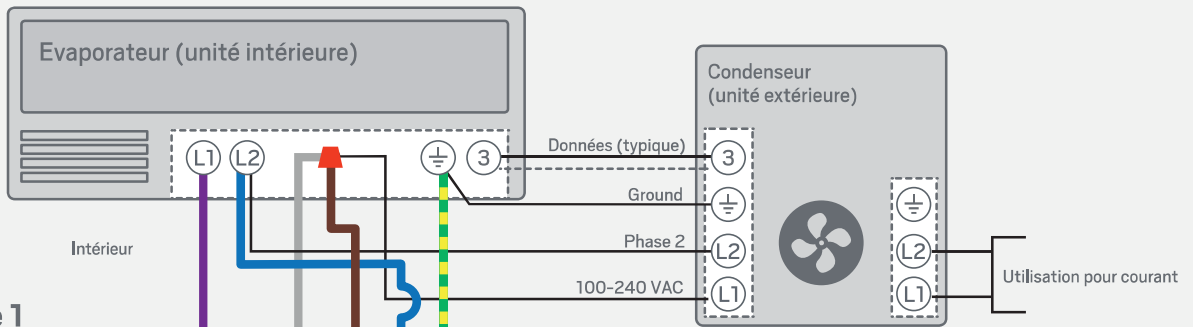 Evaporateur (unité intérieure)
Condenseur
(unité extérieure)
L1 L2 3
Données (typique)
3
Ground
Intérieur
Phase 2
L2
L2
100-240 VAC
L1
L1
Utilisation pour courant
e 1